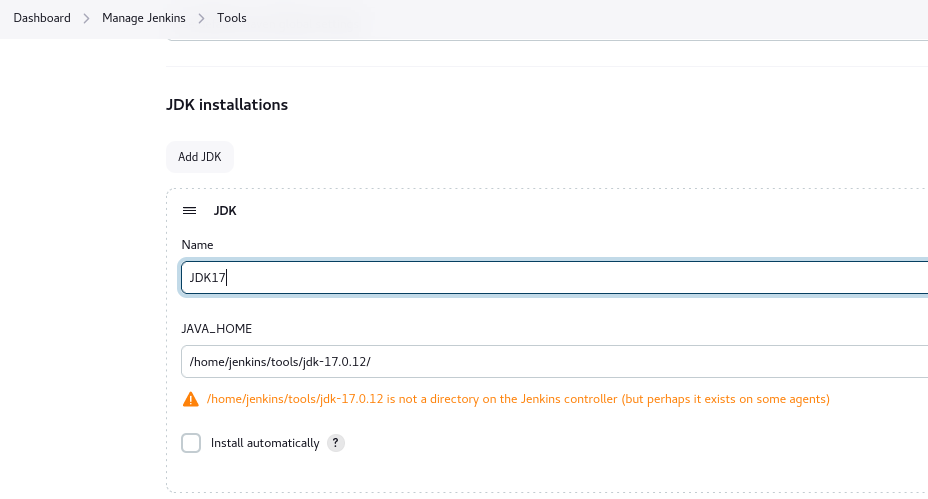 Dashboard > Manage Jenkins > Tools
JDK installations
Add JDK
JDK
Name
JDK17
JAVA_HOME
/home/jenkins/tools/jdk-17.0.12/
/home/jenkins/tools/jdk-17.0.12 is not a directory on the Jenkins controller (but perhaps it exists on some agents)
Install automatically ?